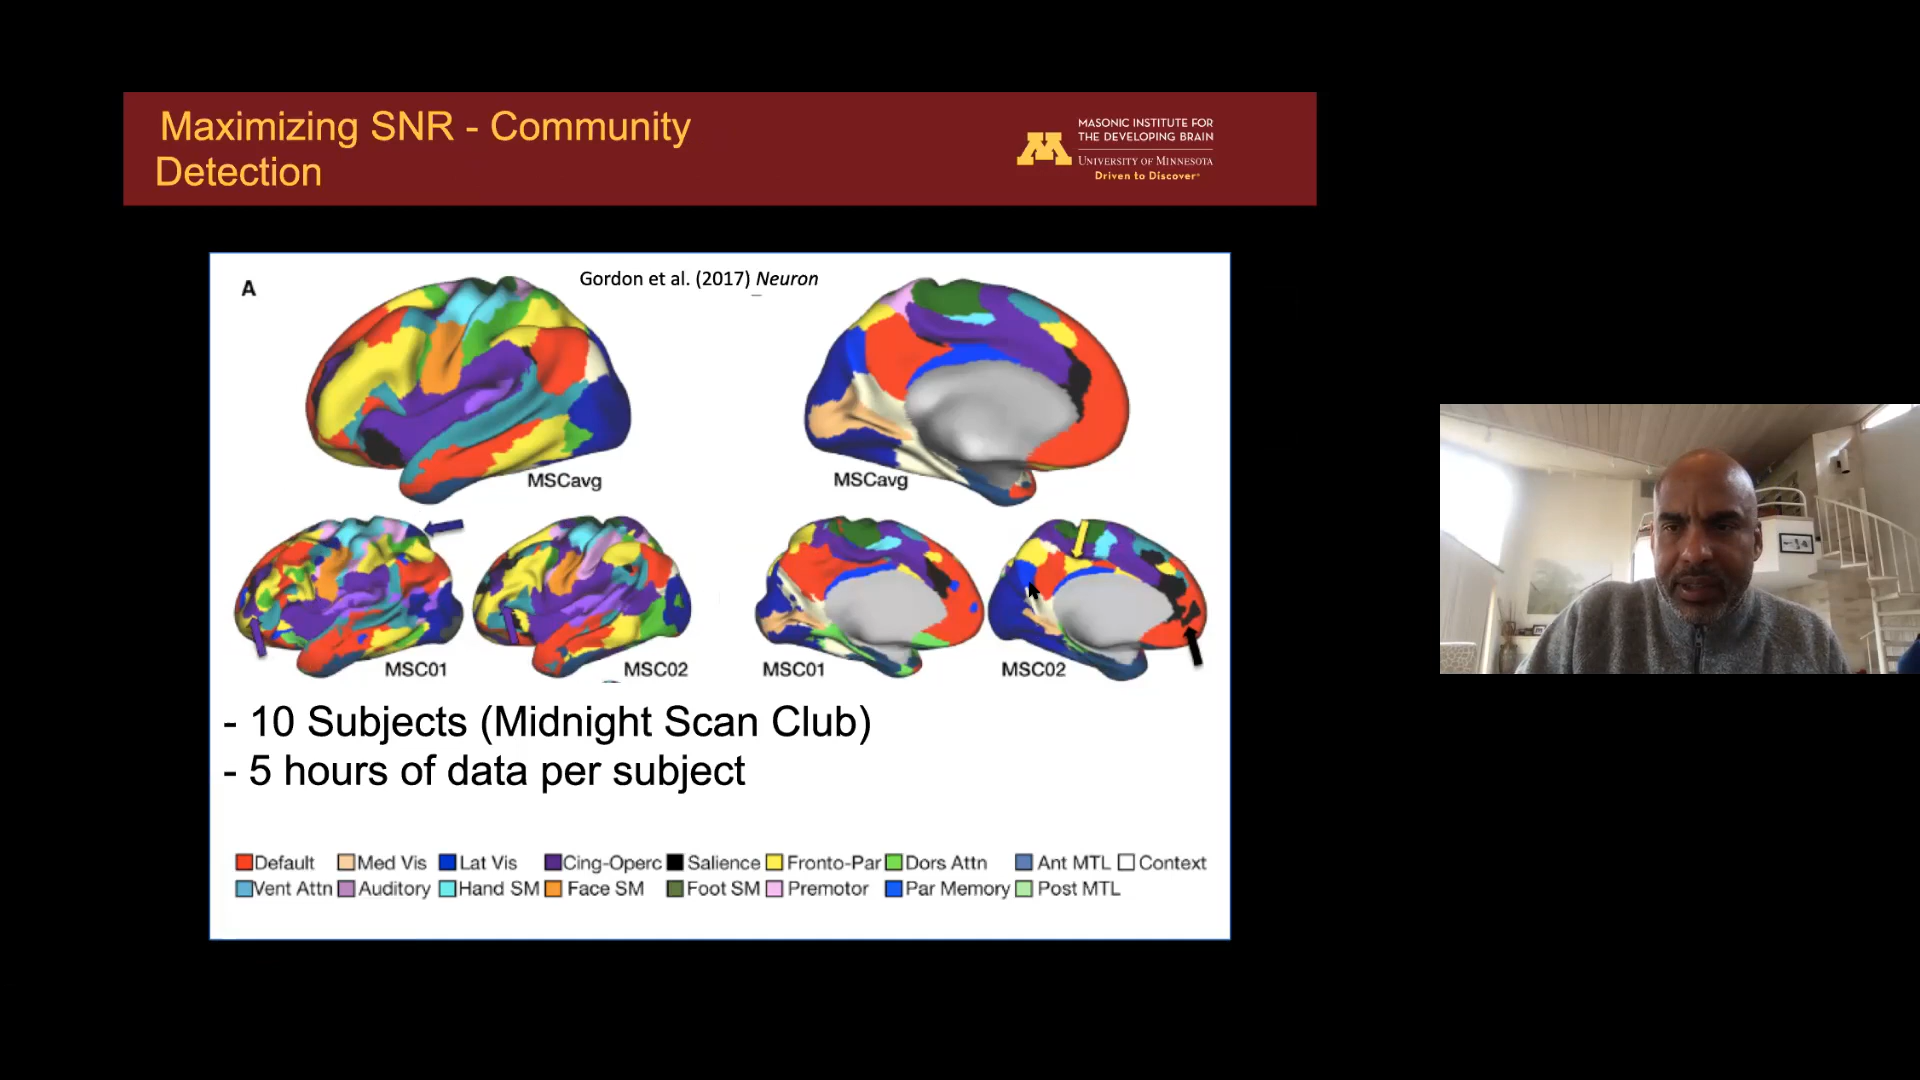 Maximizing SNR - Community
Detection
MASONIC INSTITUTE FOR
THE DEVELOPING BRAIN
UNIVERSITY OF MINNESOTA
Driven to Discover®
A
Gordon et al. (2017) Neuron
MSCavg
MSCavg
MSC01
MSC02
MSC01
MSC02
- 10 Subjects (Midnight Scan Club)
- 5 hours of data per subject
Default Med Vis Lat Vis Cing-Operc Salience Fronto-Par Dors Attn Ant MTL Context
Vent Attn Auditory Hand SM Face SM Foot SM Premotor Par Memory Post MTL